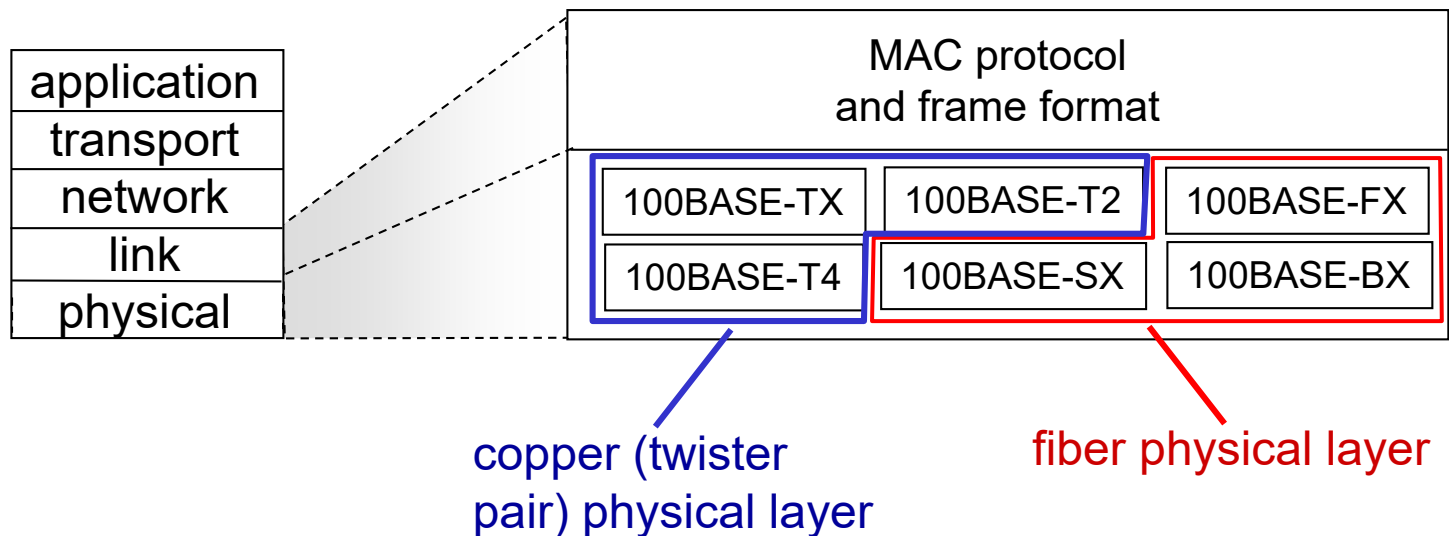 application
transport
network
link
physical
MAC protocol
and frame format
100BASE-TX
100BASE-T2
100BASE-FX
100BASE-T4
100BASE-SX
100BASE-BX
copper (twister
pair) physical layer
fiber physical layer